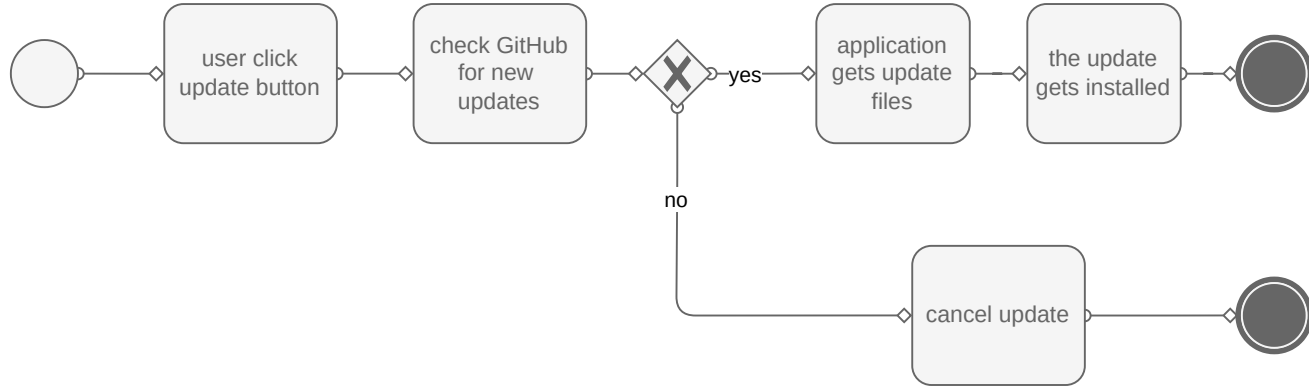 user click
update button
check GitHub
for new
updates
yes
application
gets update
files
the update
gets installed
no
cancel update